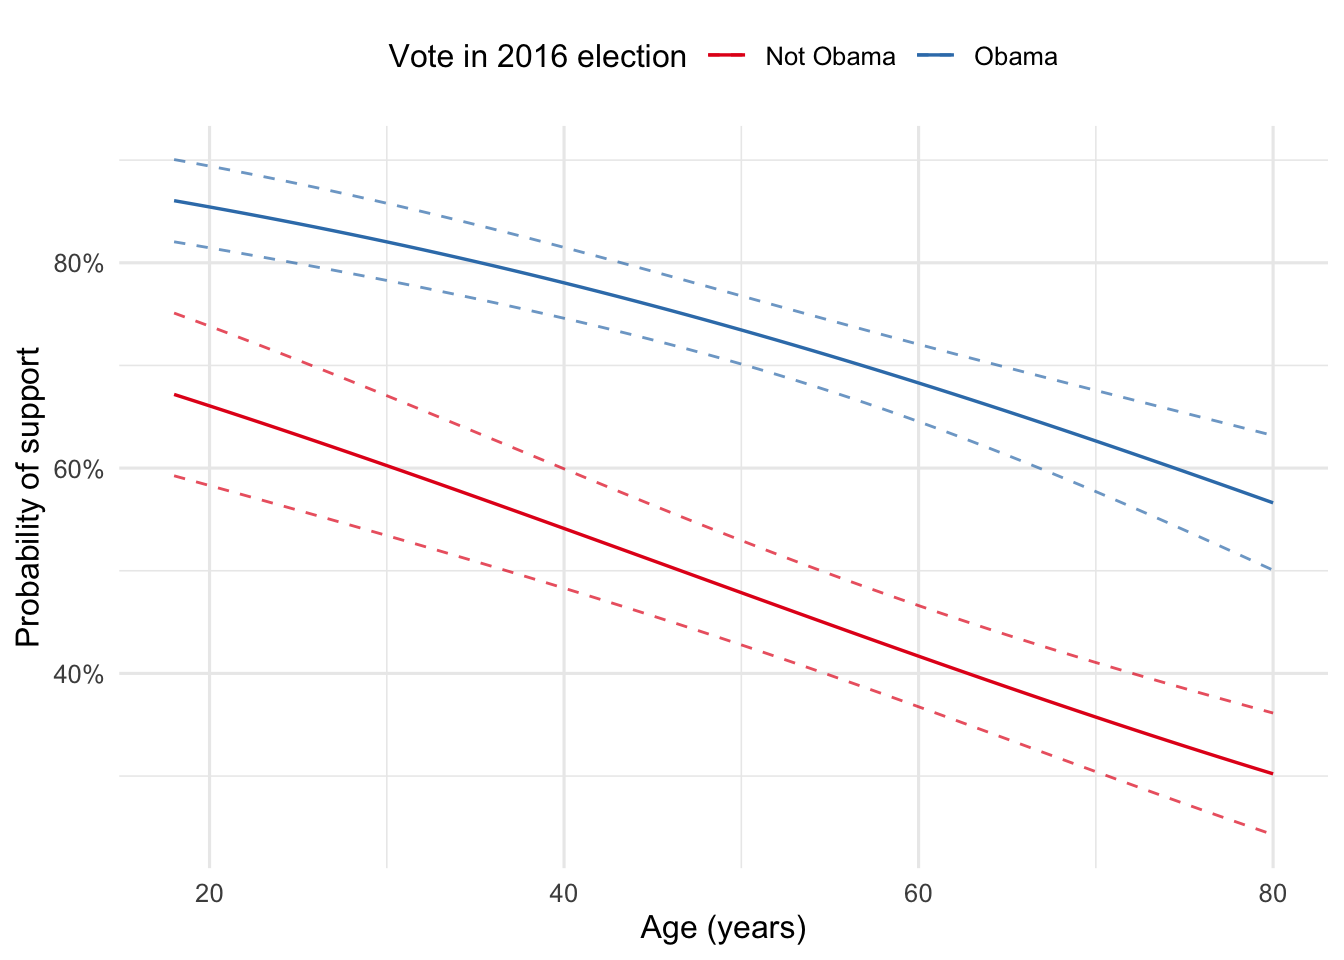 Vote in 2016 election Not Obama Obama
Probability of support
80%
60%
40%
20 40 60 80
Age (years)